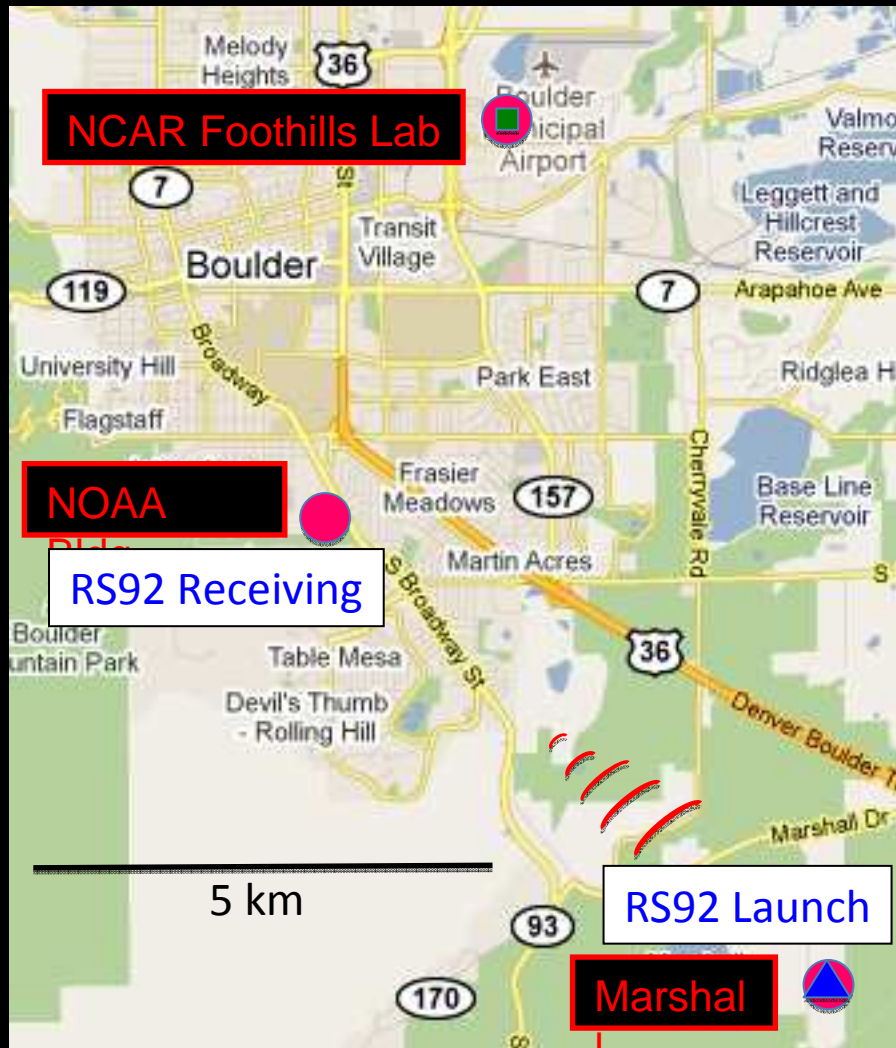 Melody
Heights
36
Boulder
Airport
NCAR Foothills Lab
7
St
Valmo
Reserv
Leggett and
Hillcrest
Reservoir
Transit
Village
Boulder
119
7
Arapahoe Ave
University Hill
Broadway
Park East
Ridglea H
Flagstaff
Cherryvale Rd
Frasier
Meadows
157
Base Line
Reservoir
NOAA
Martin Acres
S
RS92 Receiving
S Broadway St
Boulder
untain Park
Table Mesa
36
Devil's Thumb
- Rolling Hill
Denver Boulder T
Marshall Dr
5 km
RS92 Launch
93
170
Marshal
l
S